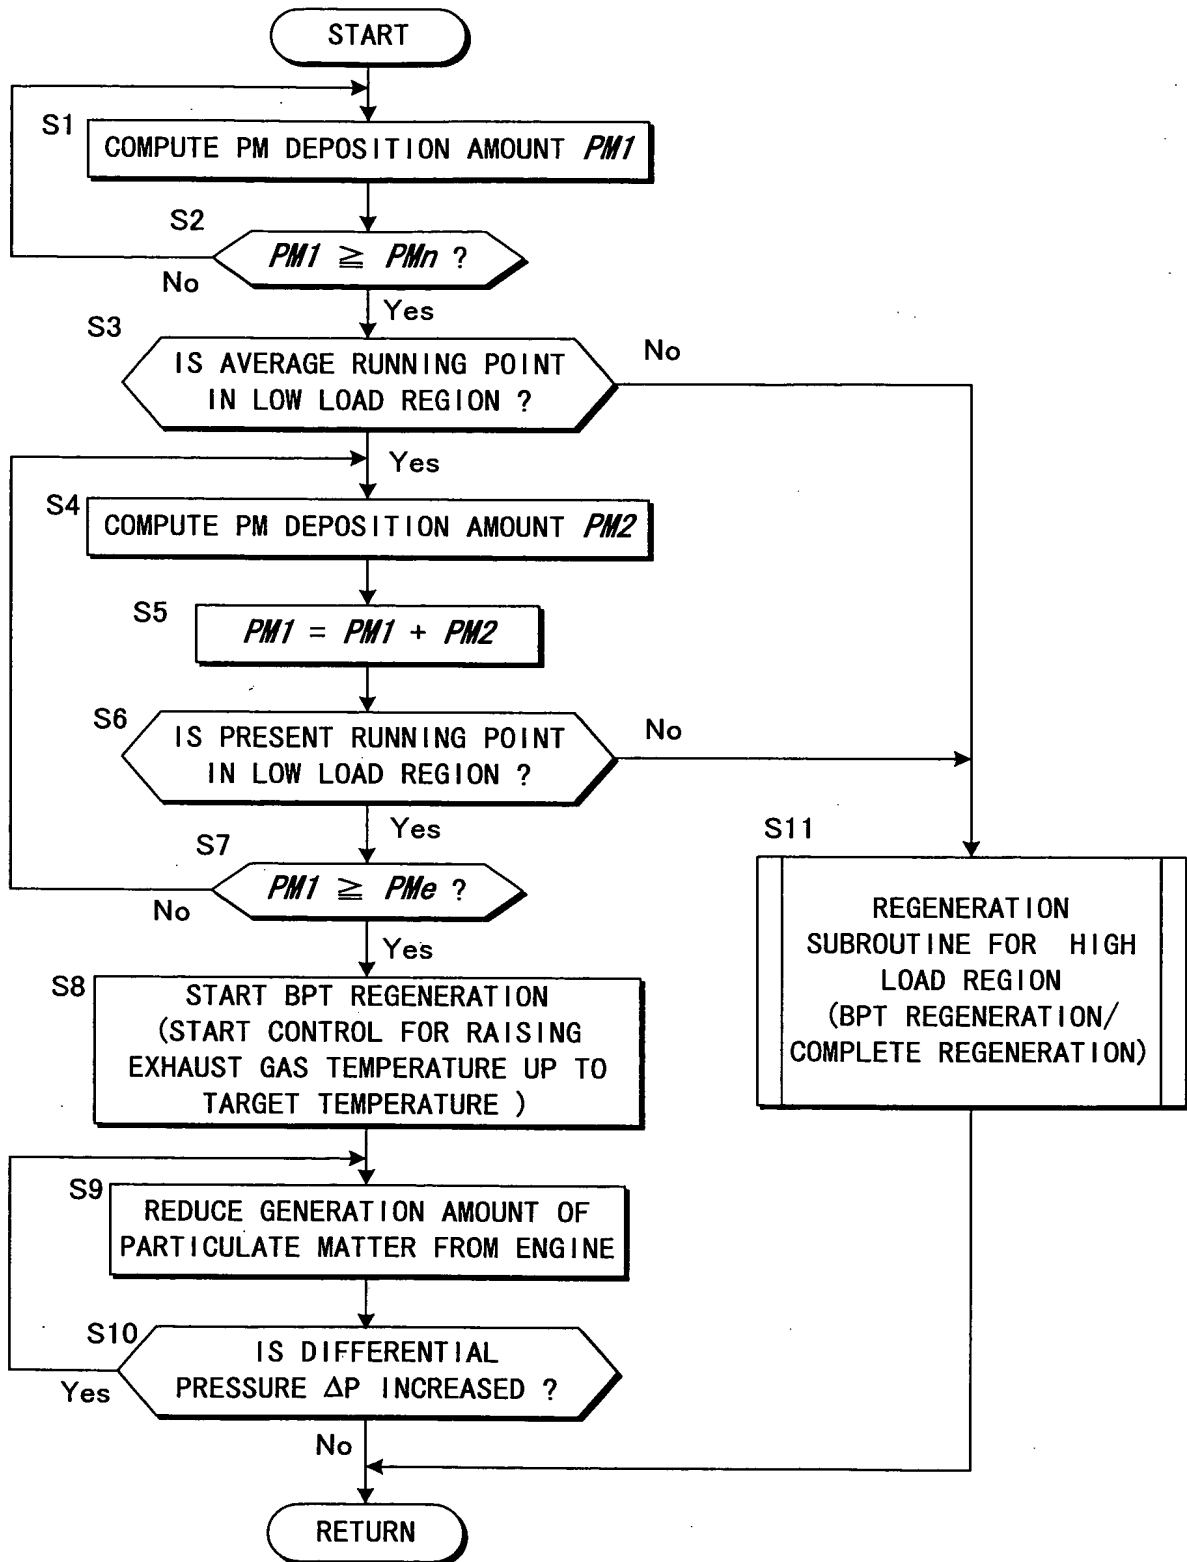 START
S1
COMPUTE PM DEPOSITION AMOUNT PM1
S2
PM1 ≧ PMn ?
No
Yes
S3
IS AVERAGE RUNNING POINT
IN LOW LOAD REGION ?
No
Yes
S4
COMPUTE PM DEPOSITION AMOUNT PM2
S5
PM1 = PM1 + PM2
S6
IS PRESENT RUNNING POINT
IN LOW LOAD REGION ?
No
Yes
S7
PM1 ≧ PMe ?
No
Yes
S8
START BPT REGENERATION
(START CONTROL FOR RAISING
EXHAUST GAS TEMPERATURE UP TO
TARGET TEMPERATURE )
S11
REGENERATION
SUBROUTINE FOR HIGH
LOAD REGION
(BPT REGENERATION/
COMPLETE REGENERATION)
S9
REDUCE GENERATION AMOUNT OF
PARTICULATE MATTER FROM ENGINE
S10
IS DIFFERENTIAL
PRESSURE ΔP INCREASED ?
Yes
No
RETURN